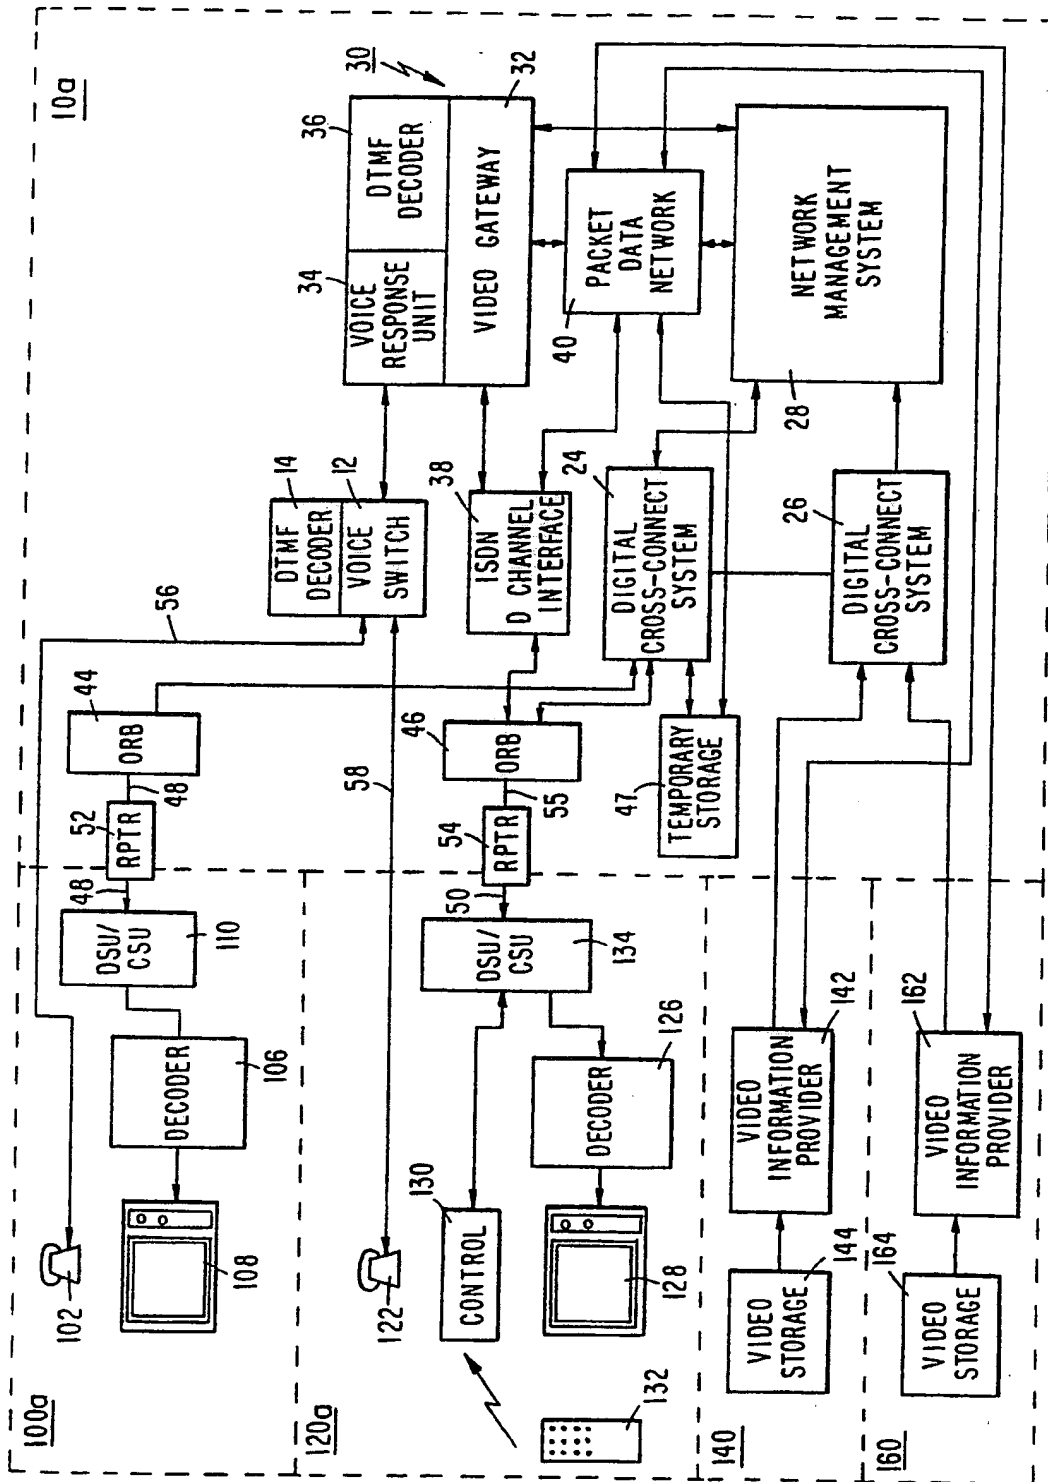 10a
30
36
DTMF
DECODER
34
VOICE
RESPONSE
UNIT
32
VIDEO GATEWAY
14
DTMF
DECODER
12
VOICE
SWITCH
38
ISDN
D CHANNEL
INTERFACE
40
PACKET
DATA
NETWORK
28
NETWORK
MANAGEMENT
SYSTEM
24
DIGITAL
CROSS-CONNECT
SYSTEM
26
DIGITAL
CROSS-CONNECT
SYSTEM
56
44
ORB
48
52
RPTR
48
58
46
ORB
55
54
RPTR
50
47
TEMPORARY
STORAGE
100a
DSU/
CSU
110
DECODER
106
102
108
120a
DSU/
CSU
134
DECODER
126
122
130
CONTROL
128
132
140
142
VIDEO
INFORMATION
PROVIDER
144
VIDEO
STORAGE
160
162
VIDEO
INFORMATION
PROVIDER
164
VIDEO
STORAGE